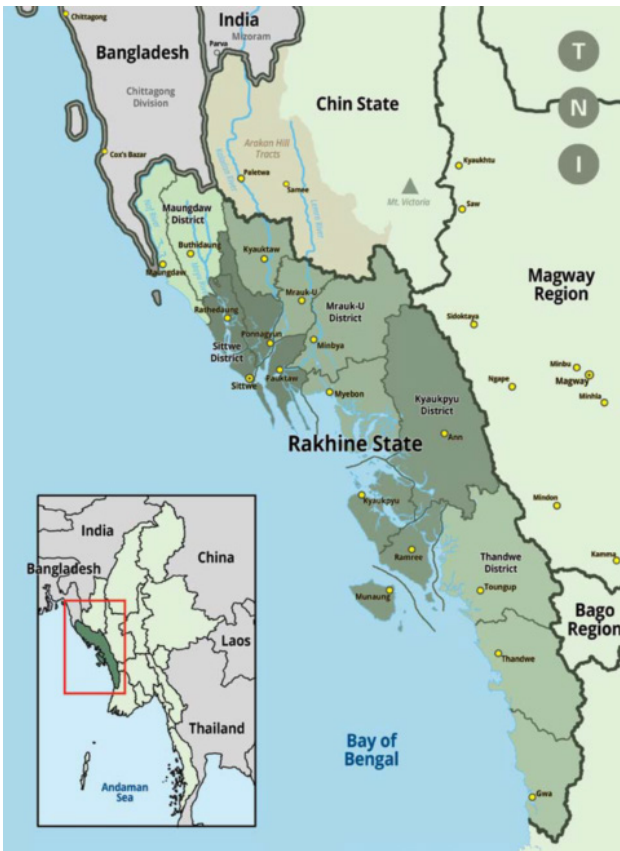 Chittagong
India
Mizoram
Parva
Bangladesh
Chittagong
Division
Chin State
T
N
I
Cox's Bazar
Arakan Hill
Tracts
Paletwa
Samee
Mt. Victoria
Kyaukhtu
Saw
Maungdaw
District
Buthidaung
Maungdaw
Kyauktaw
Mrauk-U
Mrauk-U
District
Magway
Region
Rathedaung
Ponnagyun
Sittwe
District
Minbya
Sidoktaya
Sittwe
Pauktaw
Myebon
Kyaukpyu
District
Ngape
Minbu
Magway
Minhla
Rakhine State
Ann
Kyaukpyu
Mindon
Ramree
Kamma
Munaung
Thandwe
District
Toungup
Bago
Region
Thandwe
Bay of
Bengal
Gwa
India
China
Bangladesh
Laos
Thailand
Andaman
Sea